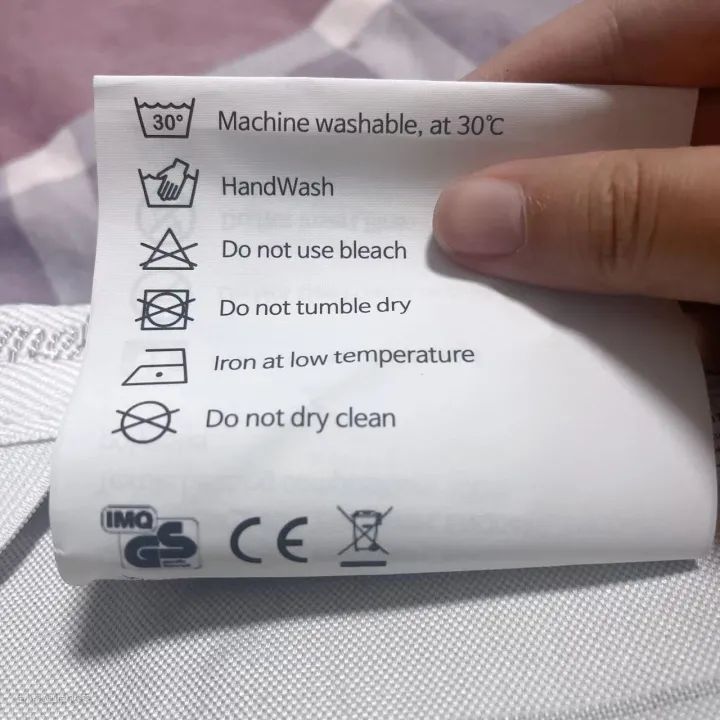 30° Machine washable, at 30℃
HandWash
Do not use bleach
Do not tumble dry
Iron at low temperature
Do not dry clean
IMQ
GS CE